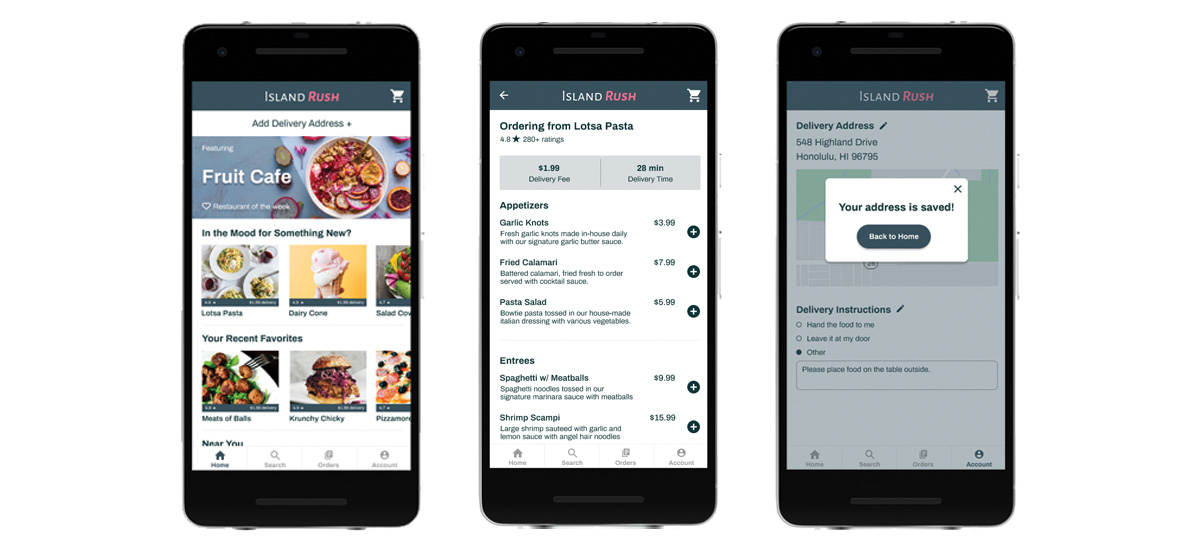 ISLAND RUSH
Add Delivery Address +
Featuring
Fruit Cafe
Restaurant of the week
In the Mood for Something New?
4.8 ★ $1.99 delivery
4.9 ★ $1.99 delivery
4.7 ★
Lotsa Pasta
Dairy Cone
Salad Cov
Your Recent Favorites
$1.99 delivery
$1.99 delivery
Meats of Balls
Krunchy Chicky
Pizzamore
Near You
Home
Search
Orders
Account
ISLAND RUSH
Ordering from Lotsa Pasta
4.8 ★ 280+ ratings
$1.99
Delivery Fee
28 min
Delivery Time
Appetizers
Garlic Knots $3.99
Fresh garlic knots made in-house daily
with our signature garlic butter sauce.
Fried Calamari $7.99
Battered calamari, fried fresh to order
served with cocktail sauce.
Pasta Salad $5.99
Bowtie pasta tossed in our house-made
italian dressing with various vegetables.
Entrees
Spaghetti w/ Meatballs $9.99
Spaghetti noodles tossed in our
signature marinara sauce with meatballs
Shrimp Scampi $15.99
Large shrimp sauteed with garlic and
lemon sauce with angel hair noodles
Home
Search
Orders
Account
ISLAND RUSH
Delivery Address
548 Highland Drive
Honolulu, HI 96795
Your address is saved!
Back to Home
26
Delivery Instructions
Hand the food to me
Leave it at my door
Other
Please place food on the table outside.
Home
Search
Orders
Account